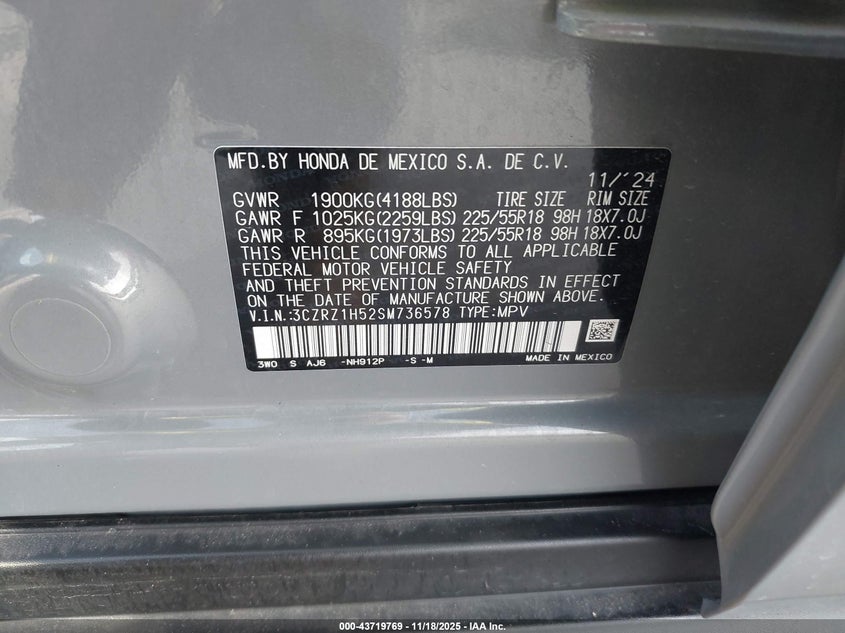 MFD.BY HONDA DE MEXICO S.A. DE C.V.
11/'24
GVWR 1900KG(4188LBS) TIRE SIZE RIM SIZE
GAWR F 1025KG(2259LBS) 225/55R18 98H 18X7.0J
GAWR R 895KG(1973LBS) 225/55R18 98H 18X7.0J
THIS VEHICLE CONFORMS TO ALL APPLICABLE
FEDERAL MOTOR VEHICLE SAFETY
AND THEFT PREVENTION STANDARDS IN EFFECT
ON THE DATE OF MANUFACTURE SHOWN ABOVE.
V.I.N.:3CZRZ1H52SM736578 TYPE:MPV
3W0 S AJ6 -NH912P -S -M MADE IN MEXICO
000-43719769 - 11/18/2025 - IAA Inc.